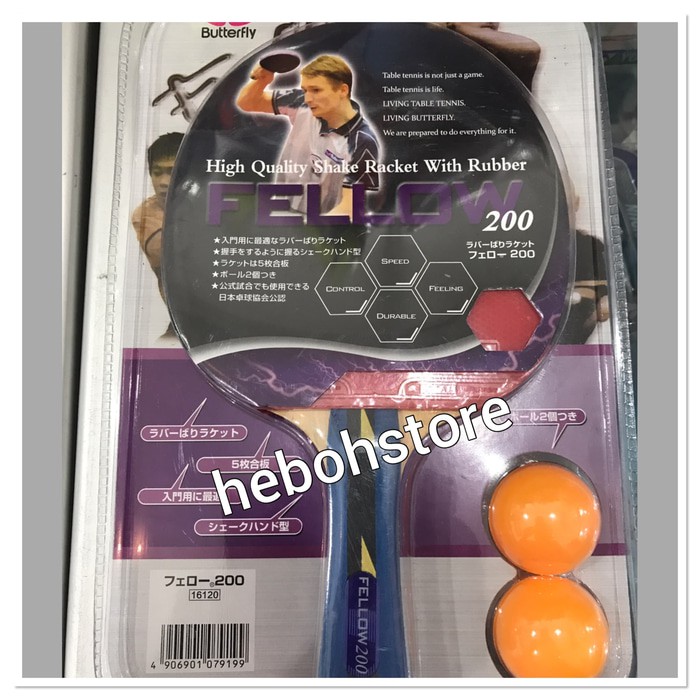 Butterfly
Table tennis is not just a game.
Table tennis is life.
LIVING TABLE TENNIS.
LIVING BUTTERFLY.
We are prepared to do everything for it.
High Quality Shake Racket With Rubber
FELLOW
200
ラバーばりラケット
フェロー 200
★入門用に最適なラバーばりラケット
★握手をするように握るシェークハンド型
★ラケットは5枚合板
★ボール2個つき
★公式試合でも使用できる
日本卓球協会公認
SPEED
CONTROL
FEELING
DURABLE
hebohstore
ラバーばりラケット
ボール2個つき
5枚合板
入門用に最適
シェークハンド型
フェロー®200
16120
4 906901 079199
FELLOW200